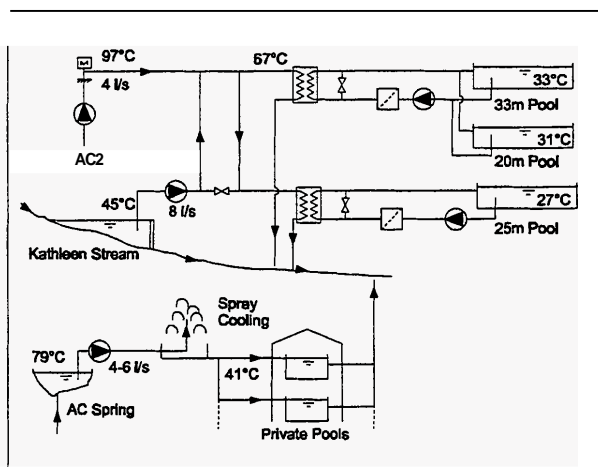 M
97°C
67°C
4 l/s
33°C
33m Pool
AC2
31°C
20m Pool
45°C
8 l/s
27°C
25m Pool
Kathleen Stream
Spray
Cooling
79°C
4-6 l/s
41°C
AC Spring
Private Pools